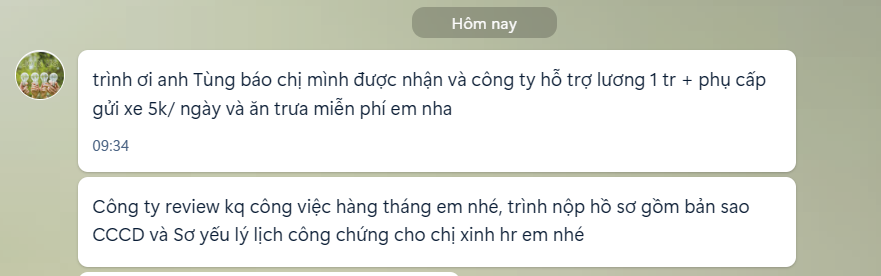 Hôm nay
trình ơi anh Tùng báo chị mình được nhận và công ty hỗ trợ lương 1 tr + phụ cấp
gửi xe 5k/ ngày và ăn trưa miễn phí em nha
09:34
Công ty review kq công việc hàng tháng em nhé, trình nộp hồ sơ gồm bản sao
CCCD và Sơ yếu lý lịch công chứng cho chị xinh hr em nhé